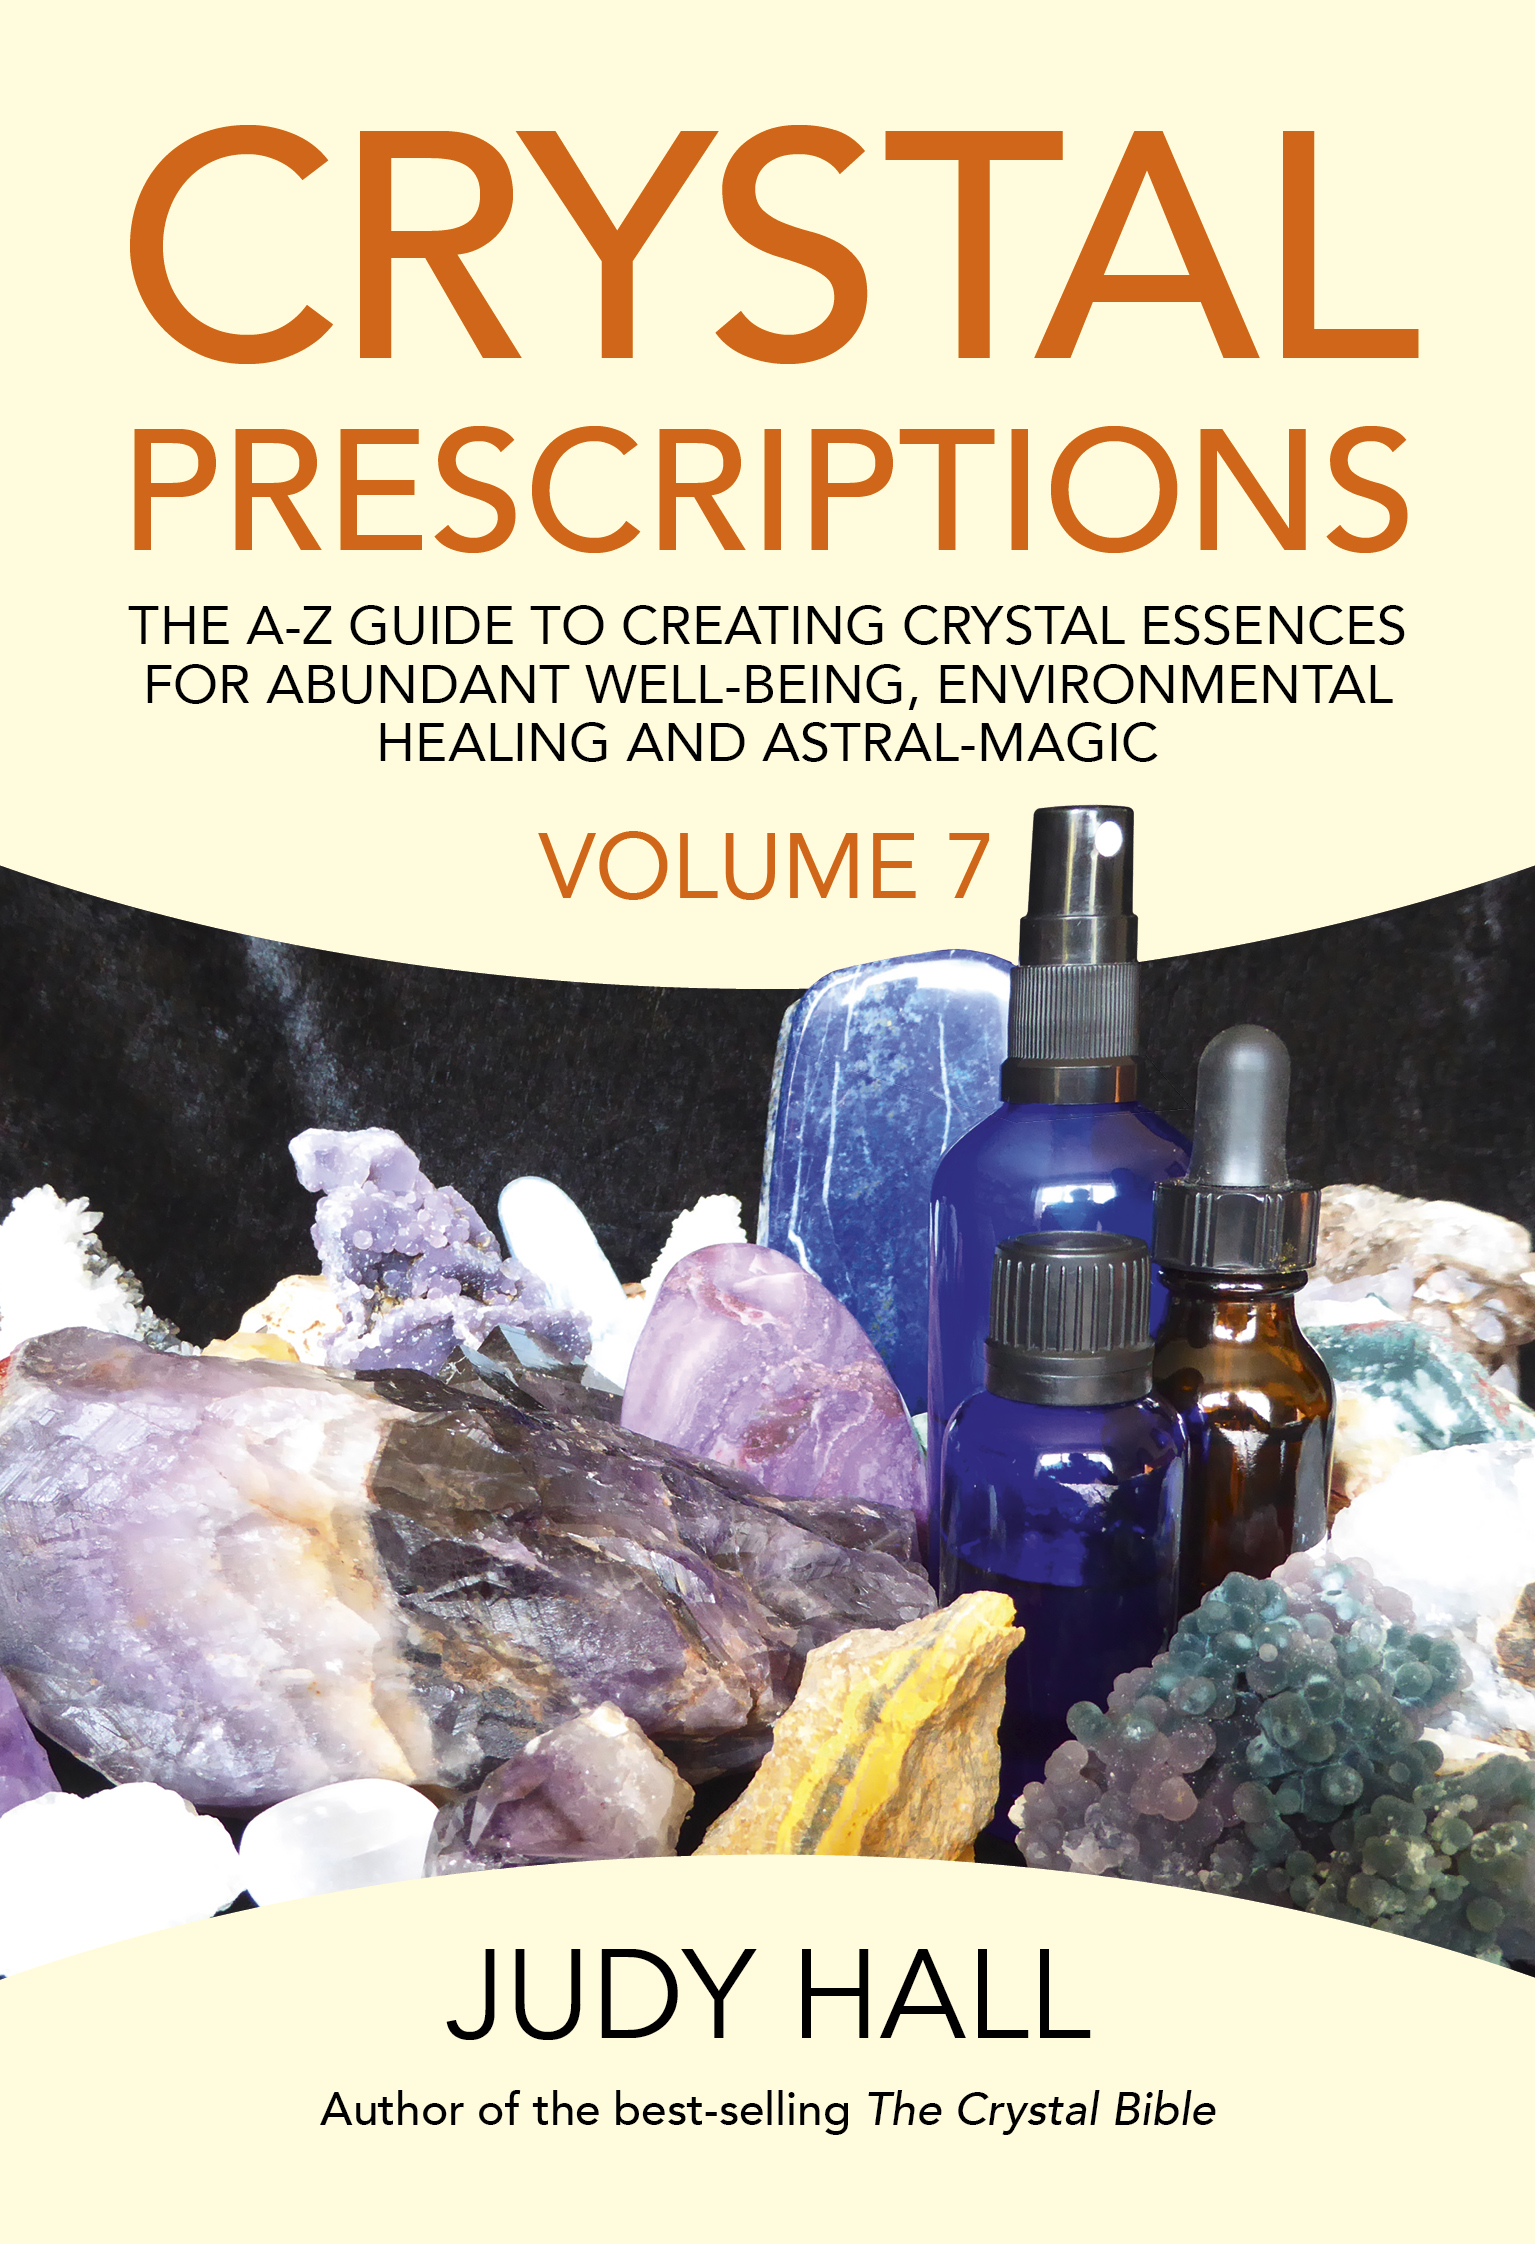 CRYSTAL
PRESCRIPTIONS
THE A-Z GUIDE TO CREATING CRYSTAL ESSENCES
FOR ABUNDANT WELL-BEING, ENVIRONMENTAL
HEALING AND ASTRAL-MAGIC
VOLUME 7
JUDY HALL
Author of the best-selling The Crystal Bible